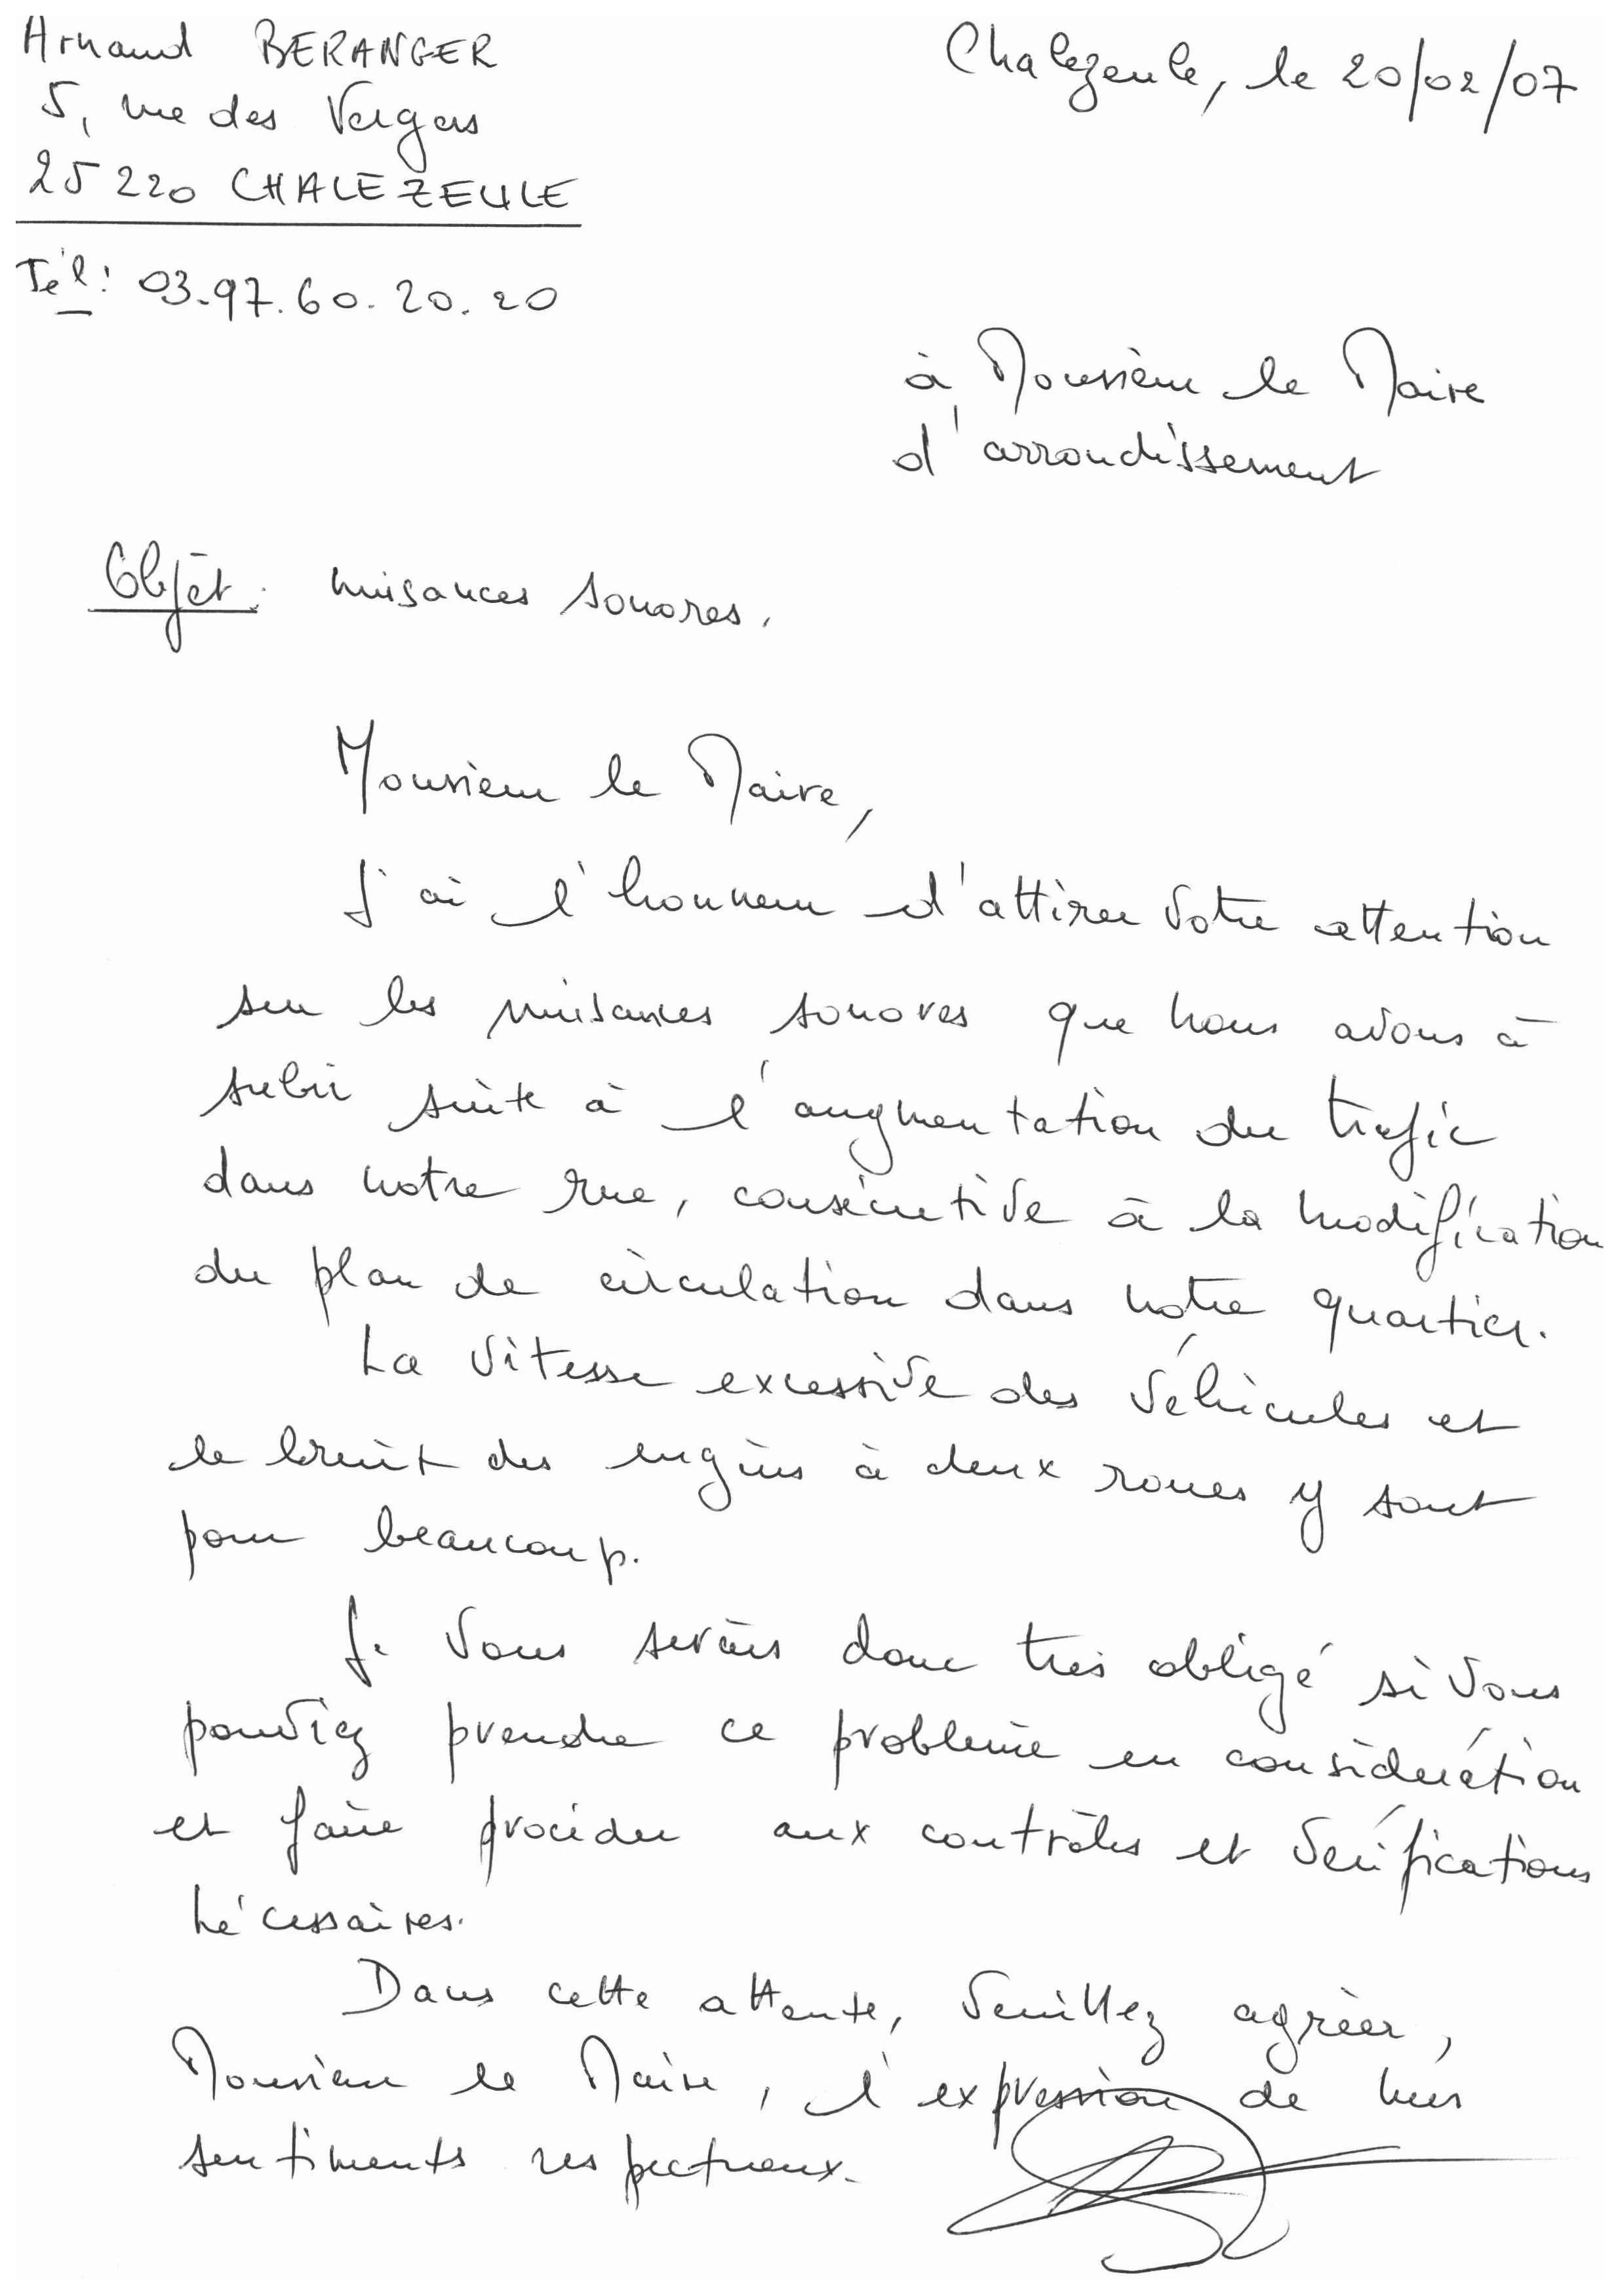 Arnaud BERANGER
5, rue des Vergers
25220 CHALEZEULE
Tél : 03.97.60.20.20
Chalezeule, le 20/02/07
à Monsieur le Maire
d'arrondissement
Objet : nuisances sonores.
Monsieur le Maire,
J'ai l'honneur d'attirer votre attention
sur les nuisances sonores que nous avons à
subir suite à l'augmentation du trafic
dans notre rue, consécutive à la modification
du plan de circulation dans notre quartier.
La vitesse excessive des véhicules et
le bruit des engins à deux roues y sont
pour beaucoup.
Je vous serais donc très obligé si vous
pouviez prendre ce problème en considération
et faire procéder aux contrôles et vérifications
nécessaires.
Dans cette attente, veuillez agréer,
Monsieur le Maire, l'expression de mes
sentiments respectueux.